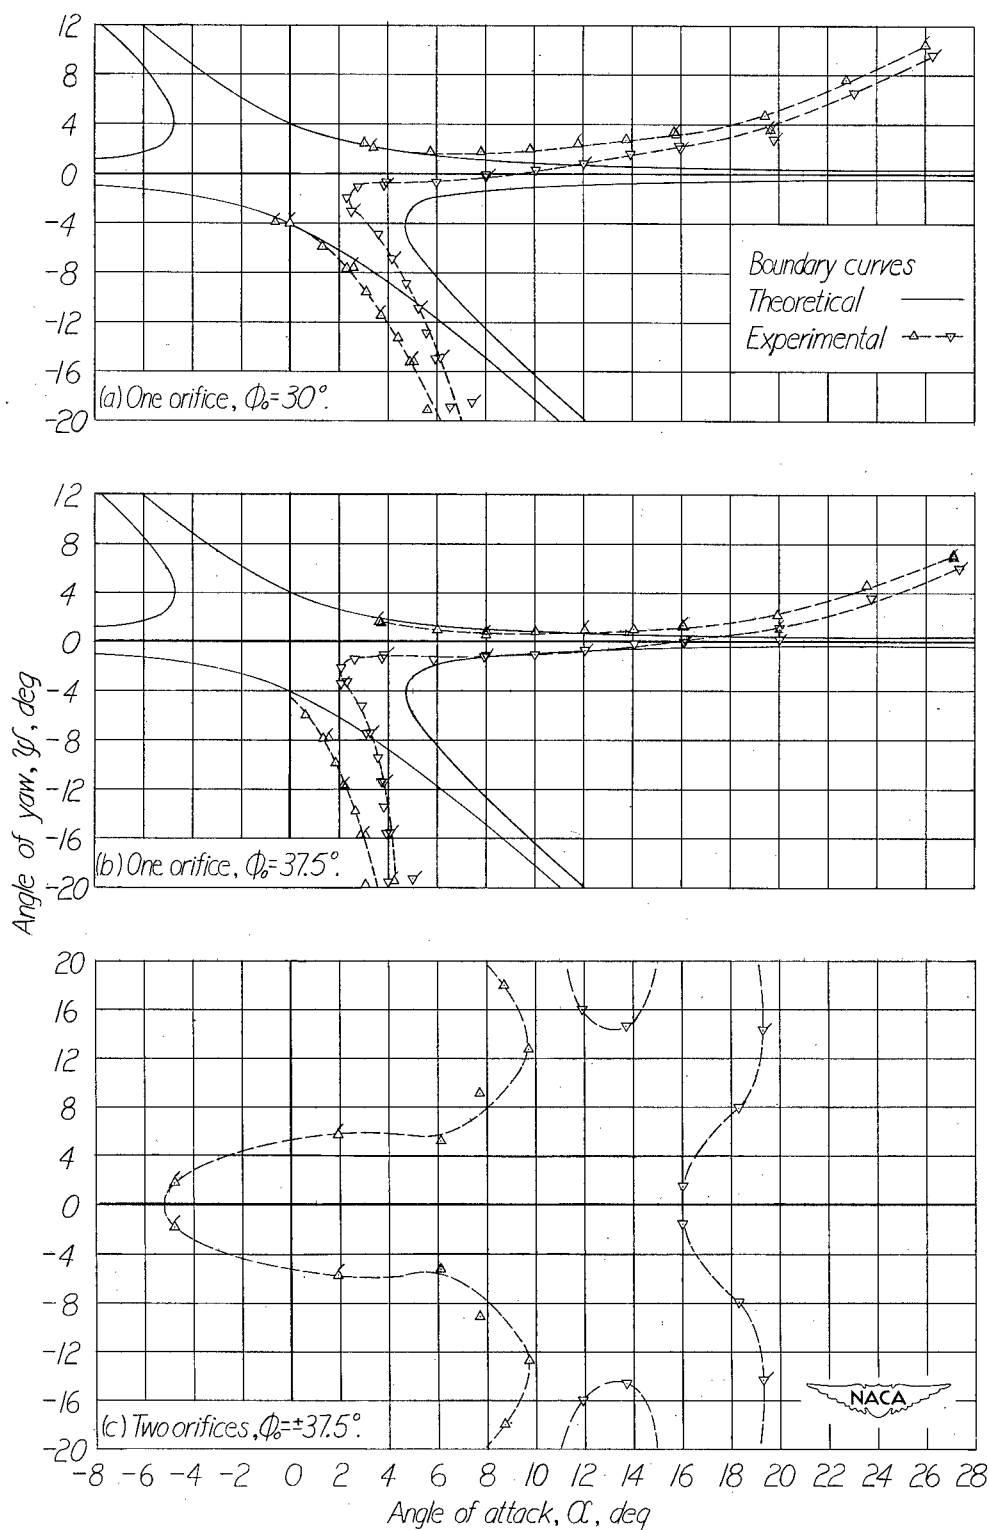 12
8
4
0
-4
-8
-12
-16
-20
Boundary curves
Theoretical
Experimental
(a) One orifice, Φ₀=30°.
12
8
4
0
-4
-8
-12
-16
-20
(b) One orifice, Φ₀=37.5°.
Angle of yaw, ψ, deg
20
16
12
8
4
0
-4
-8
-12
-16
-20
NACA
(c) Two orifices, Φ₀=±37.5°.
-8 -6 -4 -2 0 2 4 6 8 10 12 14 16 18 20 22 24 26 28
Angle of attack, α, deg